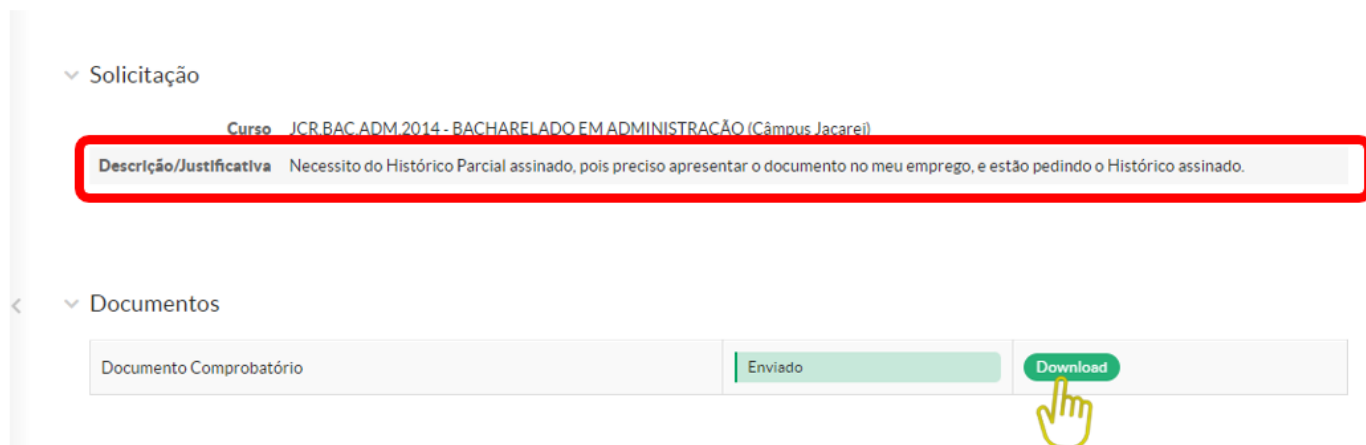 Solicitação
Curso JCR.BAC.ADM.2014 - BACHARELADO EM ADMINISTRAÇÃO (Câmpus Jacareí)
Descrição/Justificativa Necessito do Histórico Parcial assinado, pois preciso apresentar o documento no meu emprego, e estão pedindo o Histórico assinado.
Documentos
Documento Comprobatório Enviado Download